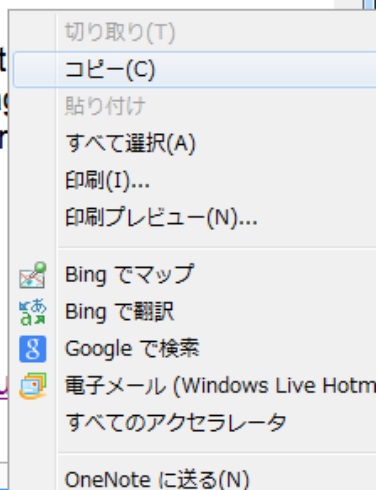 切り取り(T)
コピー(C)
貼り付け
すべて選択(A)
印刷(I)...
印刷プレビュー(N)...
Bing でマップ
Bing で翻訳
Google で検索
電子メール (Windows Live Hotm
すべてのアクセラレータ
OneNote に送る(N)